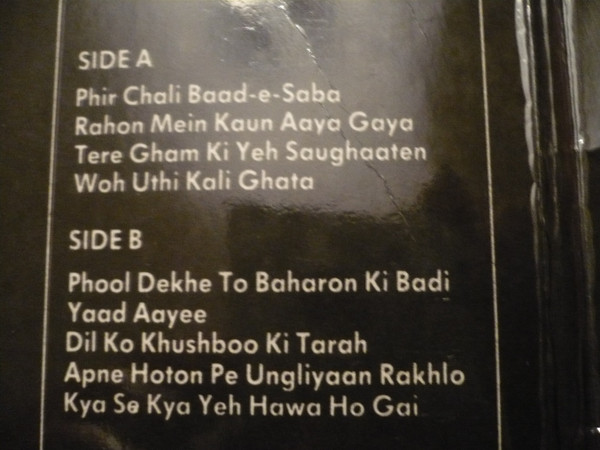 SIDE A
Phir Chali Baad-e-Saba
Rahon Mein Kaun Aaya Gaya
Tere Gham Ki Yeh Saughaaten
Woh Uthi Kali Ghata
SIDE B
Phool Dekhe To Baharon Ki Badi
Yaad Aayee
Dil Ko Khushboo Ki Tarah
Apne Hoton Pe Ungliyaan Rakhlo
Kya Se Kya Yeh Hawa Ho Gai